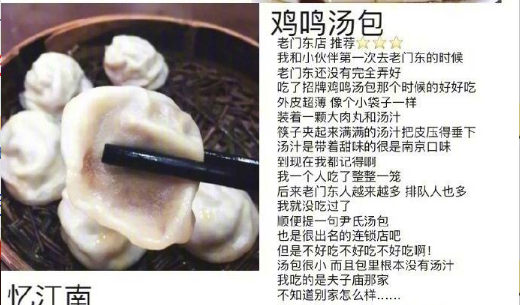 鸡鸣汤包
老门东店 推荐⭐⭐⭐
我和小伙伴第一次去老门东的时候
老门东还没有完全弄好
吃了招牌鸡鸣汤包那个时候的好好吃
外皮超薄 像个小袋子一样
装着一颗大肉丸和汤汁
筷子夹起来满满的汤汁把皮压得垂下
汤汁是带着甜味的很是南京口味
到现在我都记得啊
我一个人吃了整整一笼
后来老门东人越来越多 排队人也多
我就没吃过了
顺便提一句尹氏汤包
也是很出名的连锁店吧
但是不好吃不好吃不好吃啊！
汤包很小 而且包里根本没有汤汁
我吃的是夫子庙那家
不知道别家怎么样……
忆江南